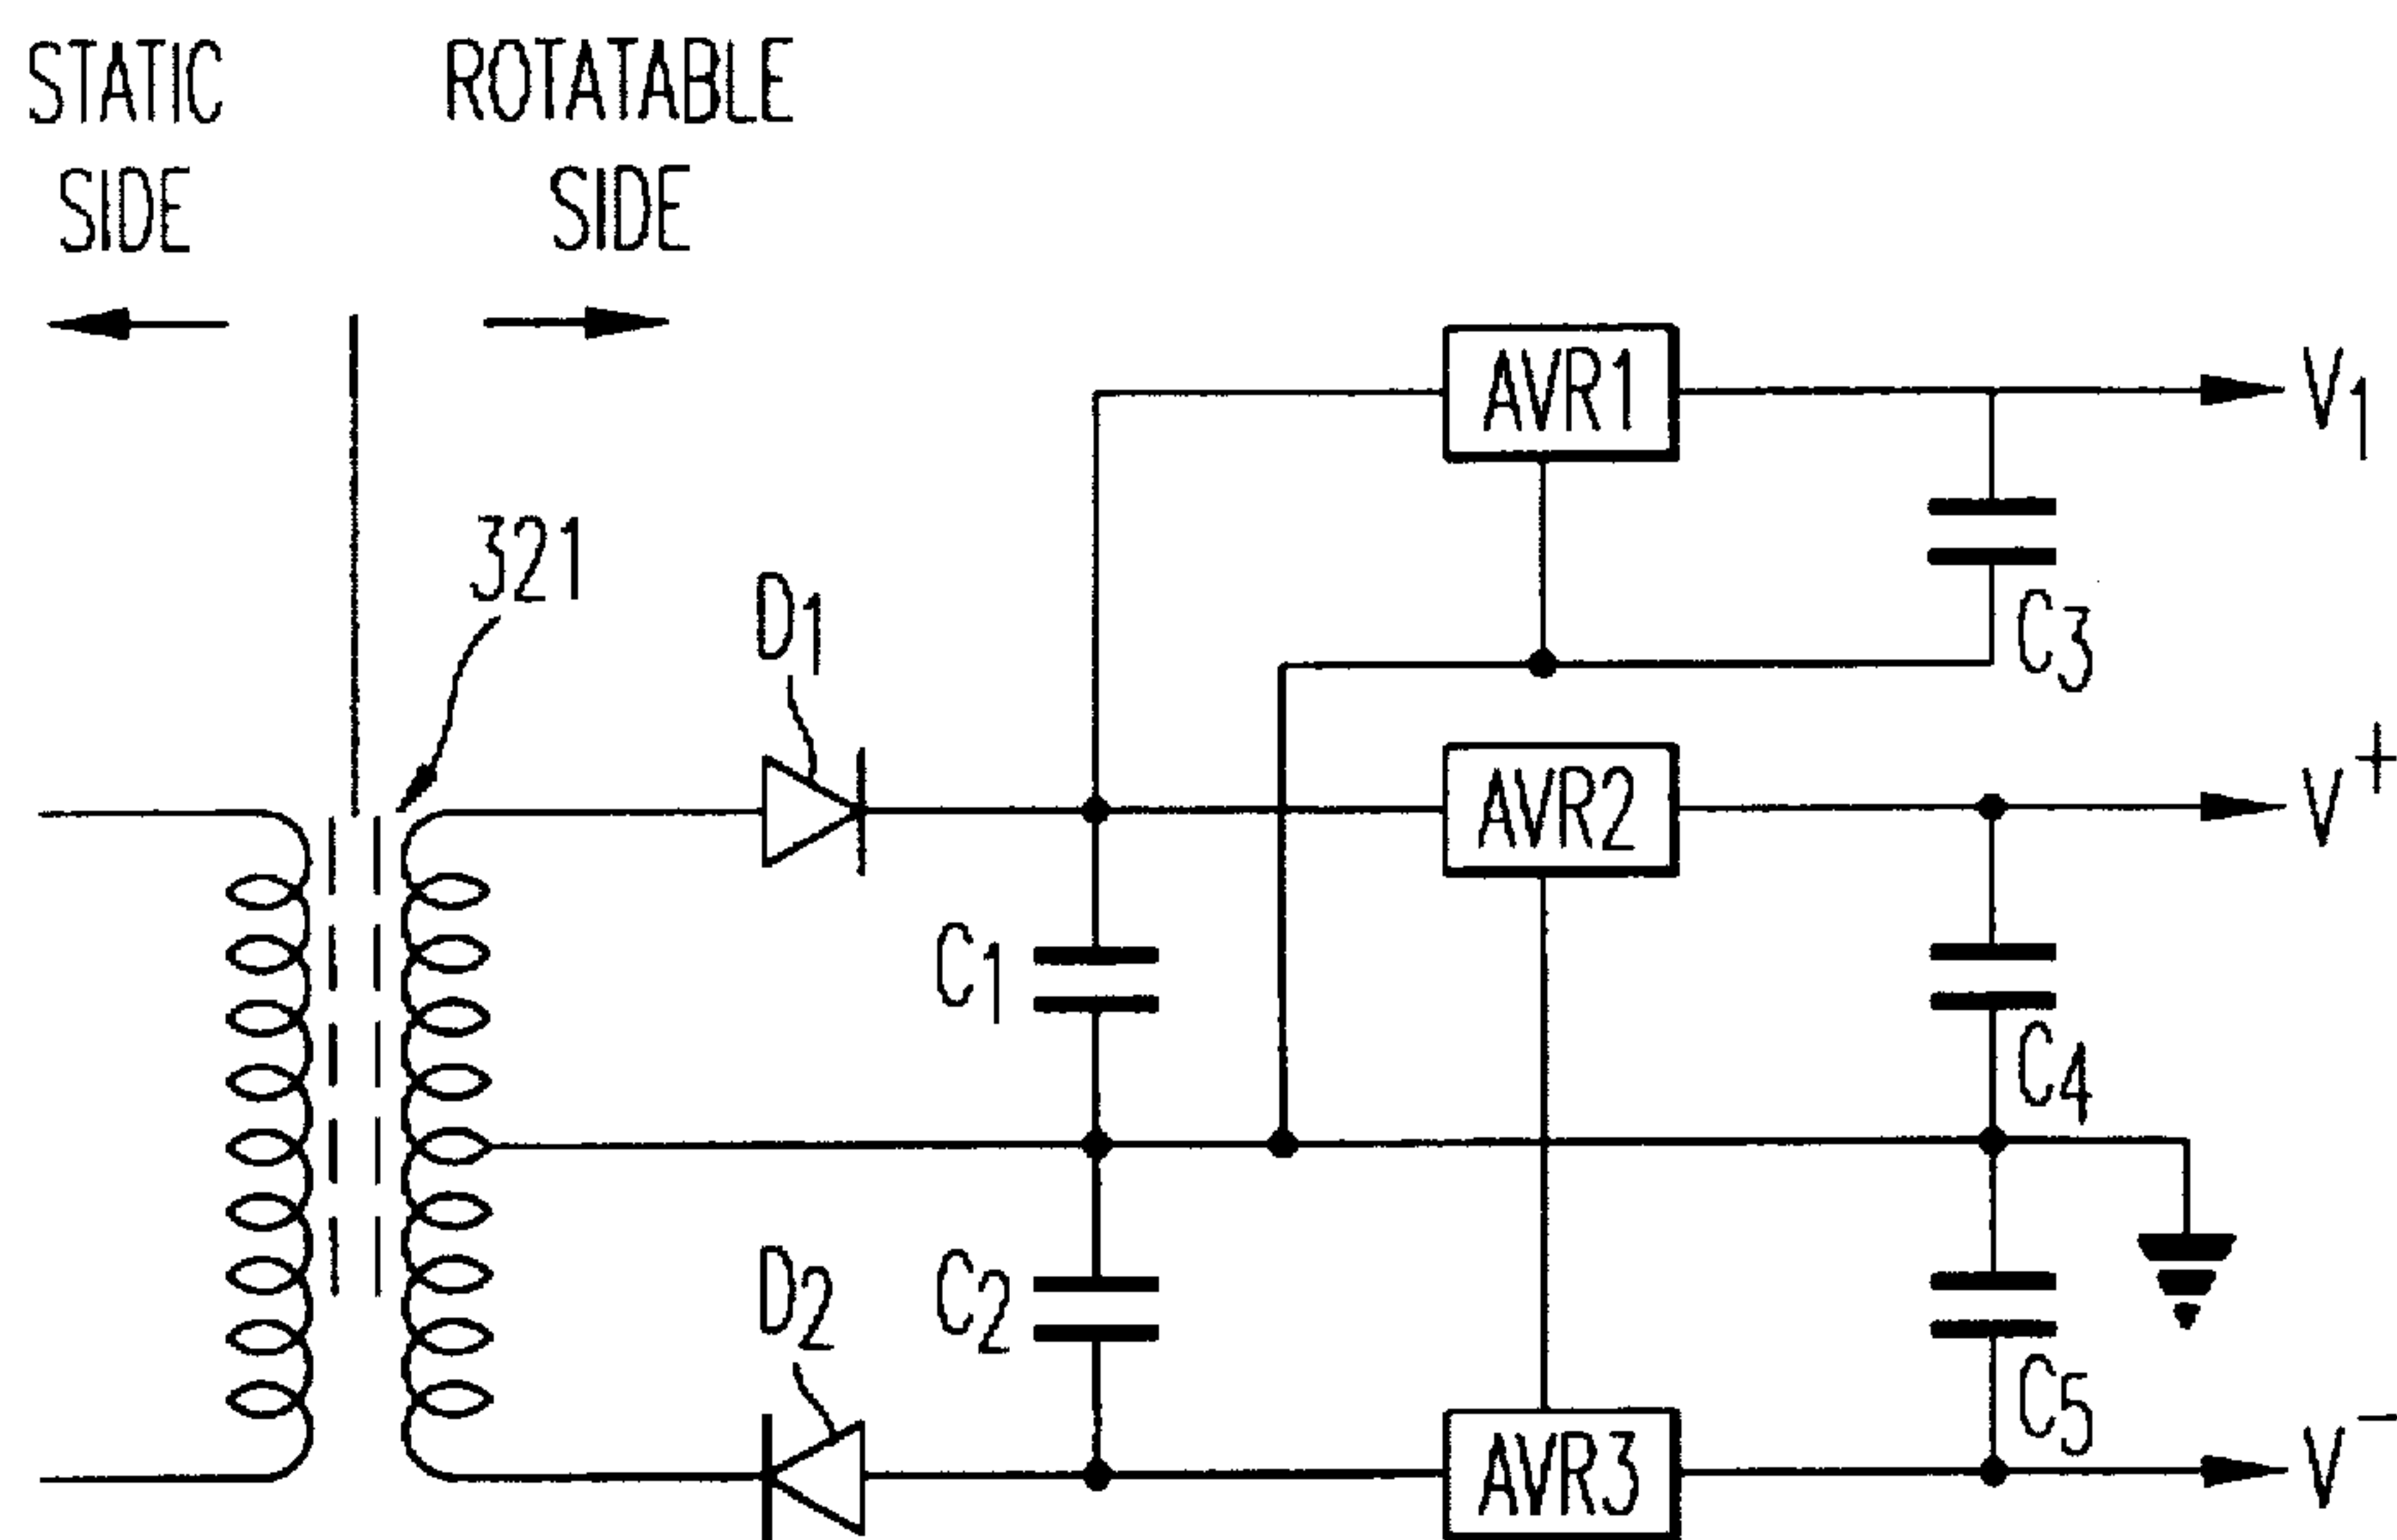 STATIC
SIDE
ROTATABLE
SIDE
321
D1
AVR1
V1
C3
AVR2
V+
C1
C4
D2
C2
AVR3
C5
V-